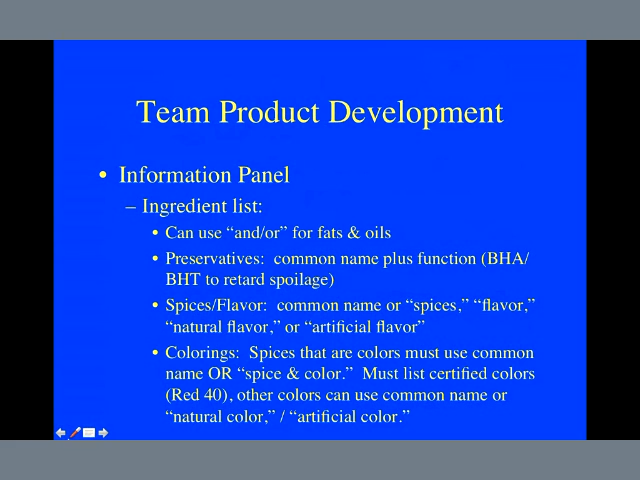 Team Product Development
• Information Panel
– Ingredient list:
• Can use “and/or” for fats & oils
• Preservatives:  common name plus function (BHA/
BHT to retard spoilage)
• Spices/Flavor:  common name or “spices,” “flavor,”
“natural flavor,” or “artificial flavor”
• Colorings:  Spices that are colors must use common
name OR “spice & color.”  Must list certified colors
(Red 40), other colors can use common name or
“natural color,” / “artificial color.”